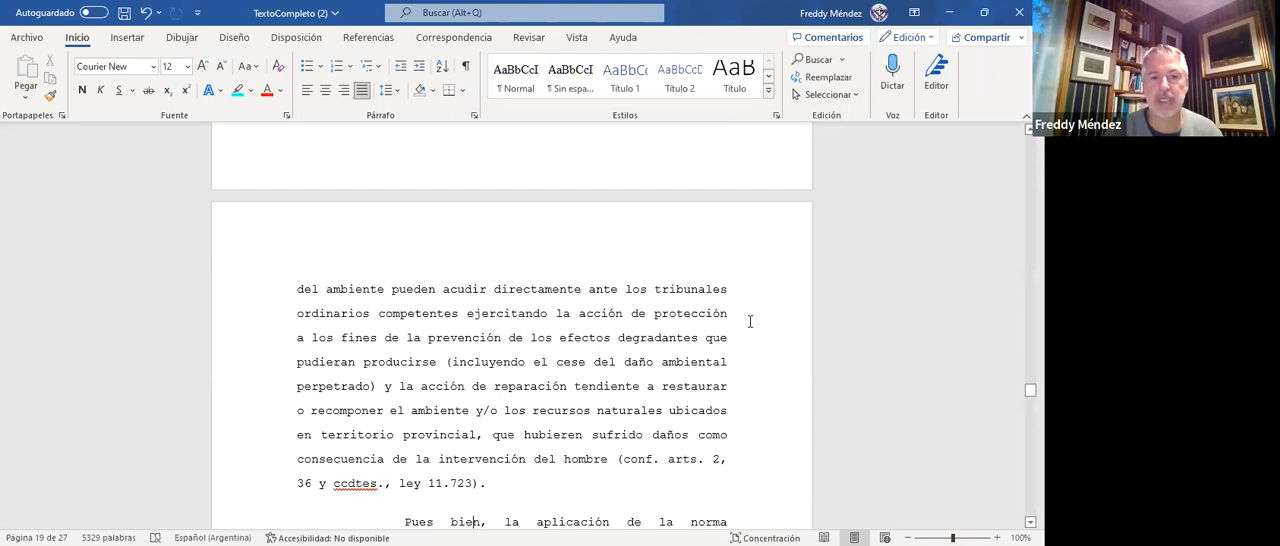 Autoguardado TextoCompleto (2) Buscar (Alt+Q) Freddy Méndez
Archivo Inicio Insertar Dibujar Diseño Disposición Referencias Correspondencia Revisar Vista Ayuda Comentarios Edición Compartir
Pegar
Courier New 12
N K S ab x₂ x²
AaBbCcI AaBbCcI AaBbCc AaBbCcD AaB
¶ Normal ¶ Sin espa... Título 1 Título 2 Título
Buscar
Reemplazar
Seleccionar
Dictar
Editor
Portapapeles Fuente Párrafo Estilos Edición Voz Editor
Freddy Méndez
del ambiente pueden acudir directamente ante los tribunales
ordinarios competentes ejercitando la acción de protección
a los fines de la prevención de los efectos degradantes que
pudieran producirse (incluyendo el cese del daño ambiental
perpetrado) y la acción de reparación tendiente a restaurar
o recomponer el ambiente y/o los recursos naturales ubicados
en territorio provincial, que hubieren sufrido daños como
consecuencia de la intervención del hombre (conf. arts. 2,
36 y ccdtes., ley 11.723).
Pues bien, la aplicación de la norma
Página 19 de 27 5329 palabras Español (Argentina) Accesibilidad: No disponible Concentración 100%